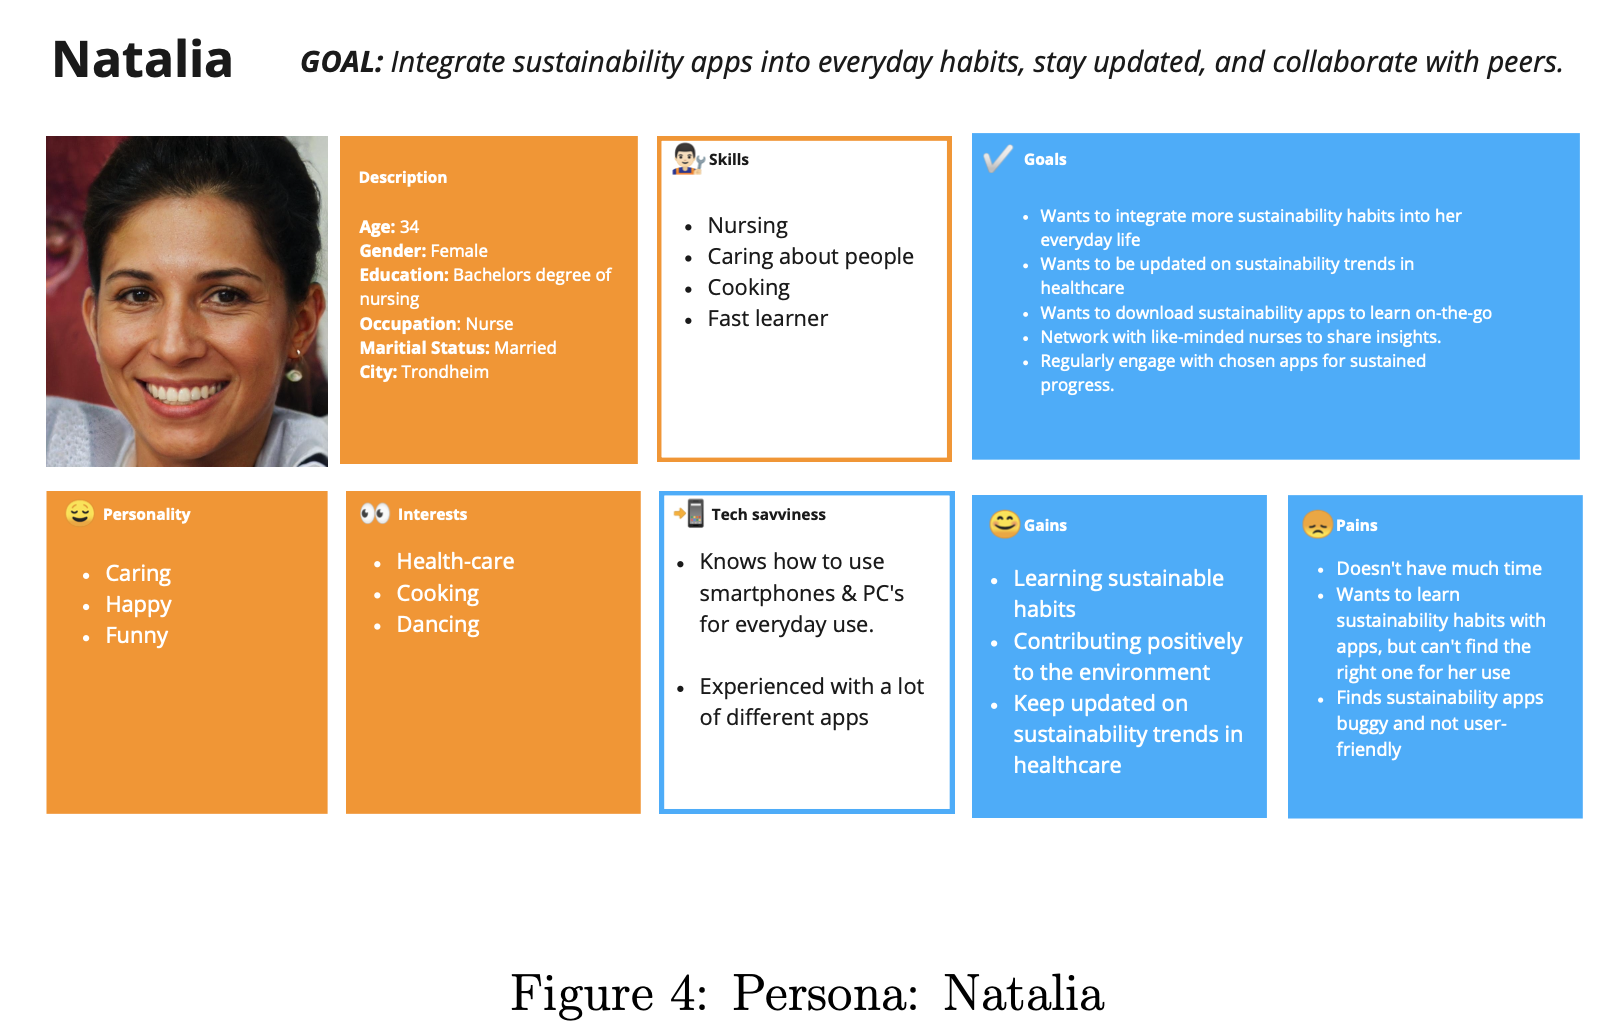 Natalia
GOAL: Integrate sustainability apps into everyday habits, stay updated, and collaborate with peers.
Description
Age: 34
Gender: Female
Education: Bachelors degree of
nursing
Occupation: Nurse
Maritial Status: Married
City: Trondheim
Skills
• Nursing
• Caring about people
• Cooking
• Fast learner
Goals
• Wants to integrate more sustainability habits into her
everyday life
• Wants to be updated on sustainability trends in
healthcare
• Wants to download sustainability apps to learn on-the-go
• Network with like-minded nurses to share insights.
• Regularly engage with chosen apps for sustained
progress.
Personality
• Caring
• Happy
• Funny
Interests
• Health-care
• Cooking
• Dancing
Tech savviness
• Knows how to use
smartphones & PC's
for everyday use.
• Experienced with a lot
of different apps
Gains
• Learning sustainable
habits
• Contributing positively
to the environment
• Keep updated on
sustainability trends in
healthcare
Pains
• Doesn't have much time
• Wants to learn
sustainability habits with
apps, but can't find the
right one for her use
• Finds sustainability apps
buggy and not user-
friendly
Figure 4: Persona: Natalia